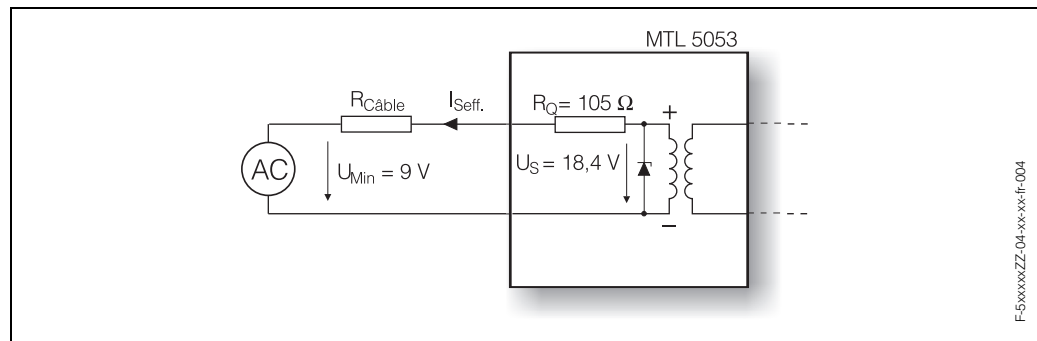 MTL 5053
RCâble
ISeff.
RQ= 105 Ω
+
AC
UMin = 9 V
US= 18,4 V
−
F-5xxxxxZZ-04-xx-xx-fr-004